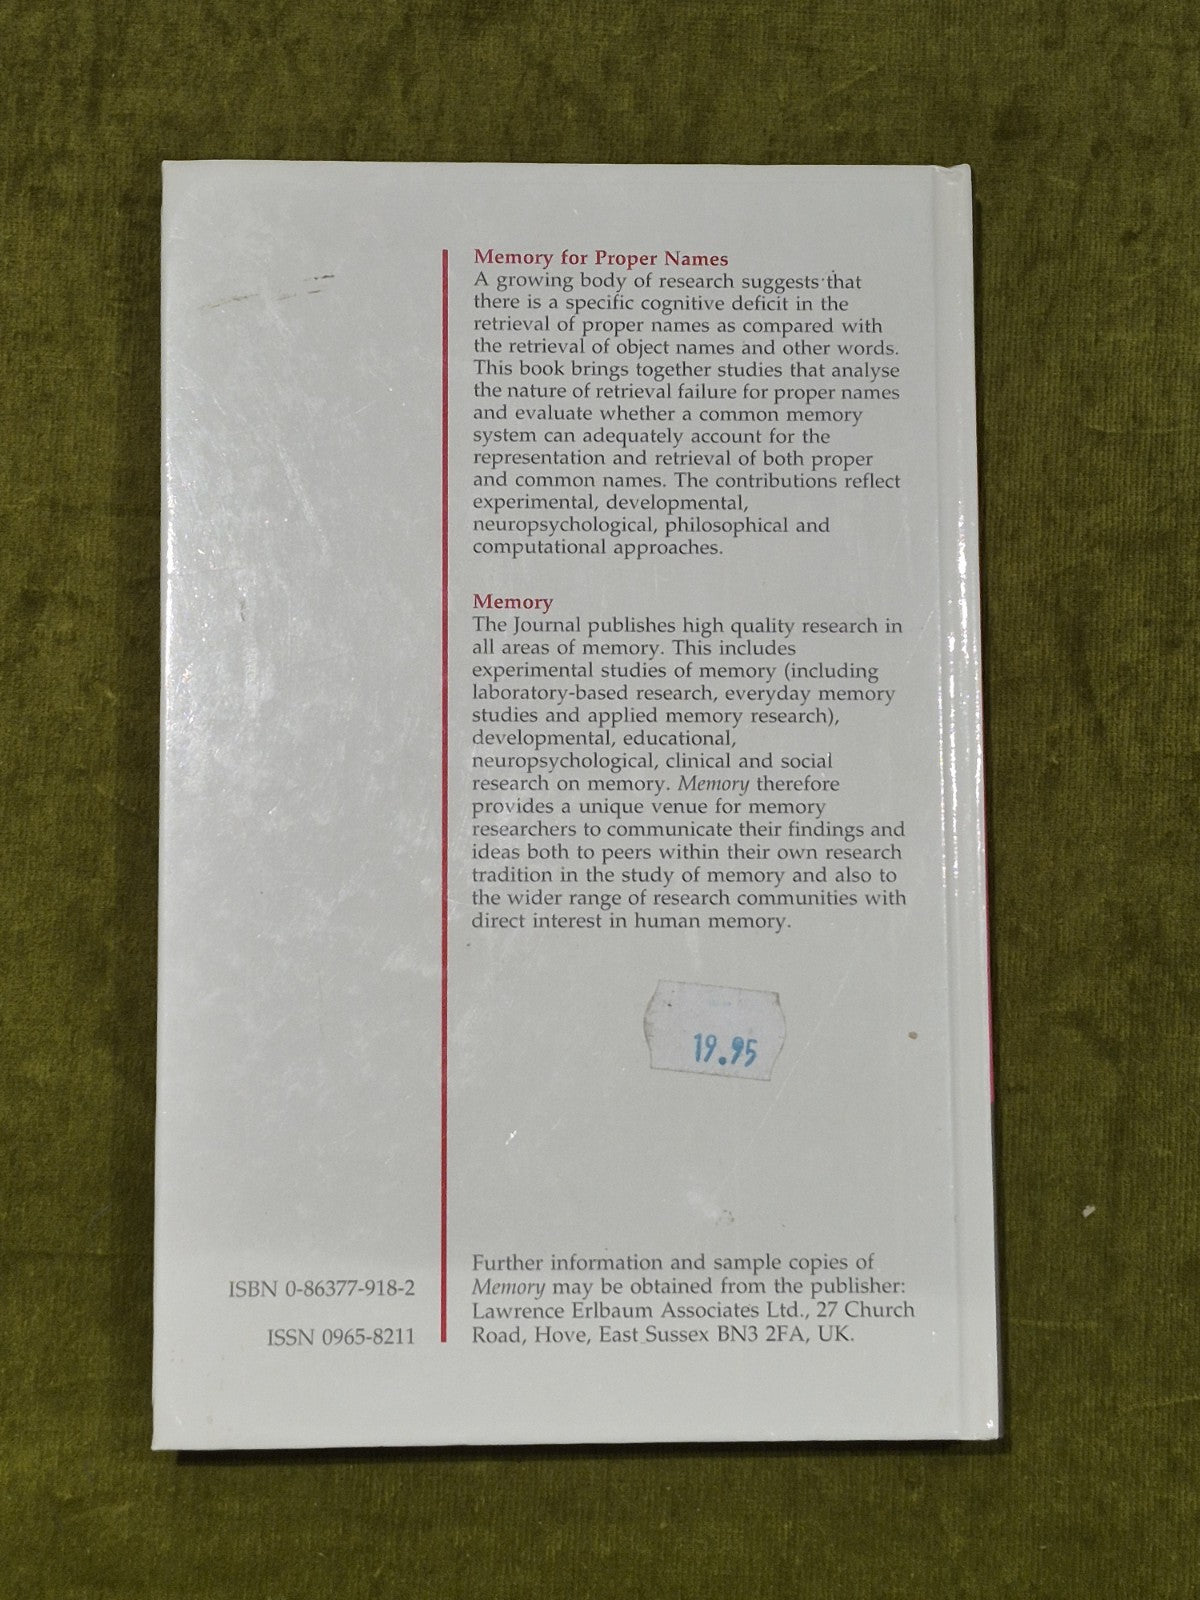 Memory for Proper Names
A growing body of research suggests that
there is a specific cognitive deficit in the
retrieval of proper names as compared with
the retrieval of object names and other words.
This book brings together studies that analyse
the nature of retrieval failure for proper names
and evaluate whether a common memory
system can adequately account for the
representation and retrieval of both proper
and common names. The contributions reflect
experimental, developmental,
neuropsychological, philosophical and
computational approaches.
Memory
The Journal publishes high quality research in
all areas of memory. This includes
experimental studies of memory (including
laboratory-based research, everyday memory
studies and applied memory research),
developmental, educational,
neuropsychological, clinical and social
research on memory. Memory therefore
provides a unique venue for memory
researchers to communicate their findings and
ideas both to peers within their own research
tradition in the study of memory and also to
the wider range of research communities with
direct interest in human memory.
19.95
ISBN 0-86377-918-2
ISSN 0965-8211
Further information and sample copies of
Memory may be obtained from the publisher:
Lawrence Erlbaum Associates Ltd., 27 Church
Road, Hove, East Sussex BN3 2FA, UK.